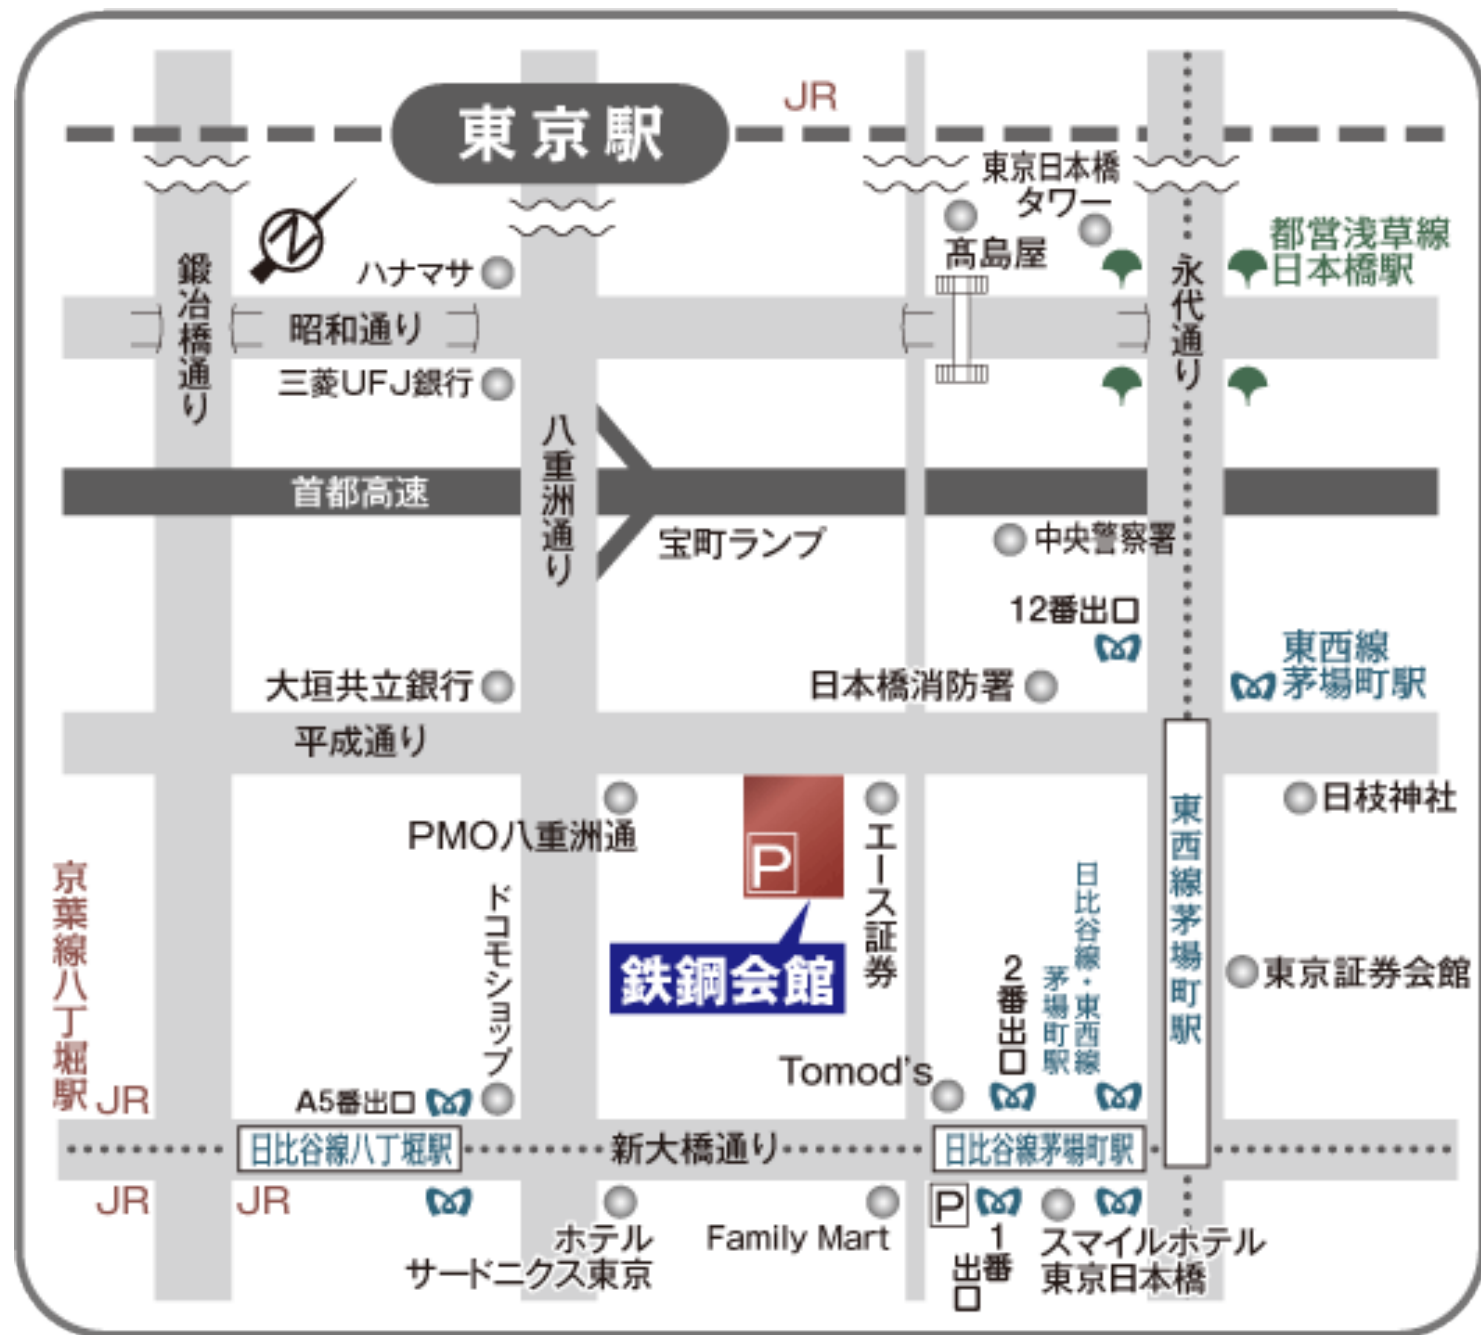 JR
東京駅
東京日本橋
タワー
髙島屋
都営浅草線
日本橋駅
N
ハナマサ
鍛冶橋通り
昭和通り
永代通り
三菱UFJ銀行
八重洲通り
首都高速
宝町ランプ
中央警察署
12番出口
東西線
茅場町駅
大垣共立銀行
日本橋消防署
平成通り
日枝神社
PMO八重洲通
P
エース証券
東西線茅場町駅
京葉線八丁堀駅
ドコモショップ
鉄鋼会館
2番出口
日比谷線・東西線
茅場町駅
東京証券会館
Tomod's
JR
A5番出口
日比谷線八丁堀駅
新大橋通り
日比谷線茅場町駅
JR
JR
P
ホテル
サードニクス東京
Family Mart
1番
出口
スマイルホテル
東京日本橋